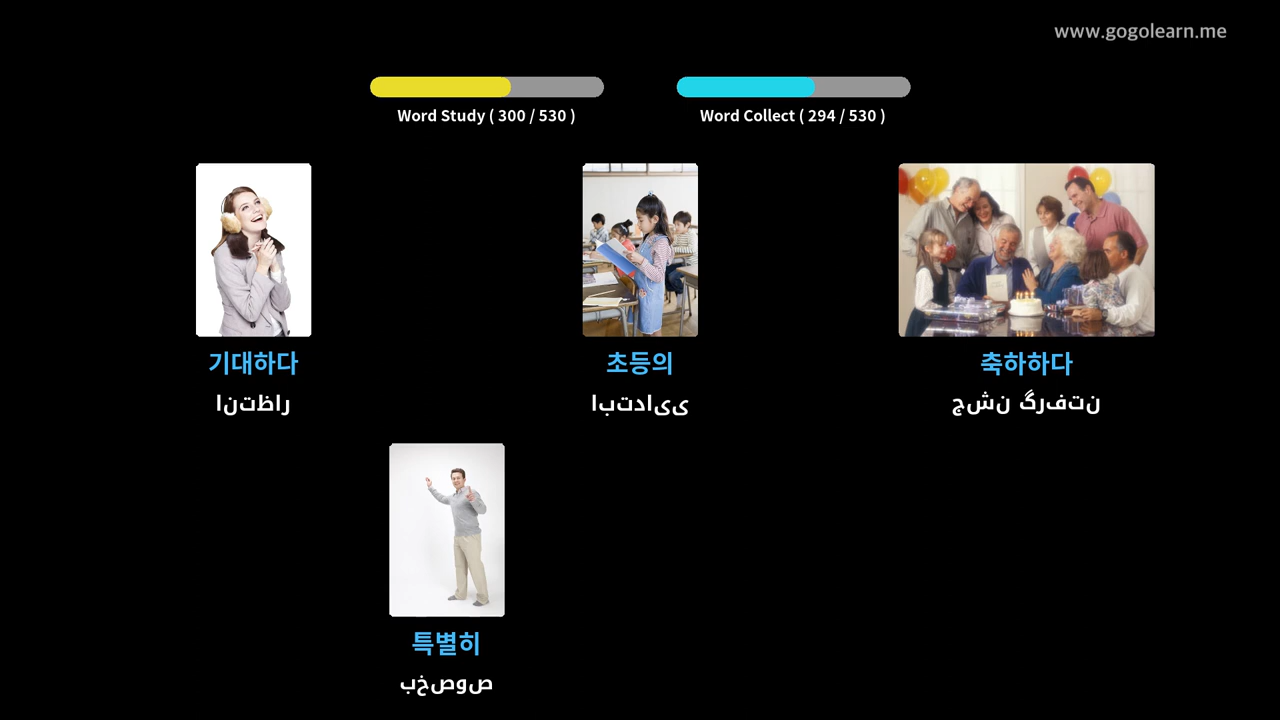 www.gogolearn.me
Word Study ( 300 / 530 )
Word Collect ( 294 / 530 )
기대하다
راظتنا
초등의
ییادتبا
축하하다
نتفرگ نشج
특별히
صوصخب